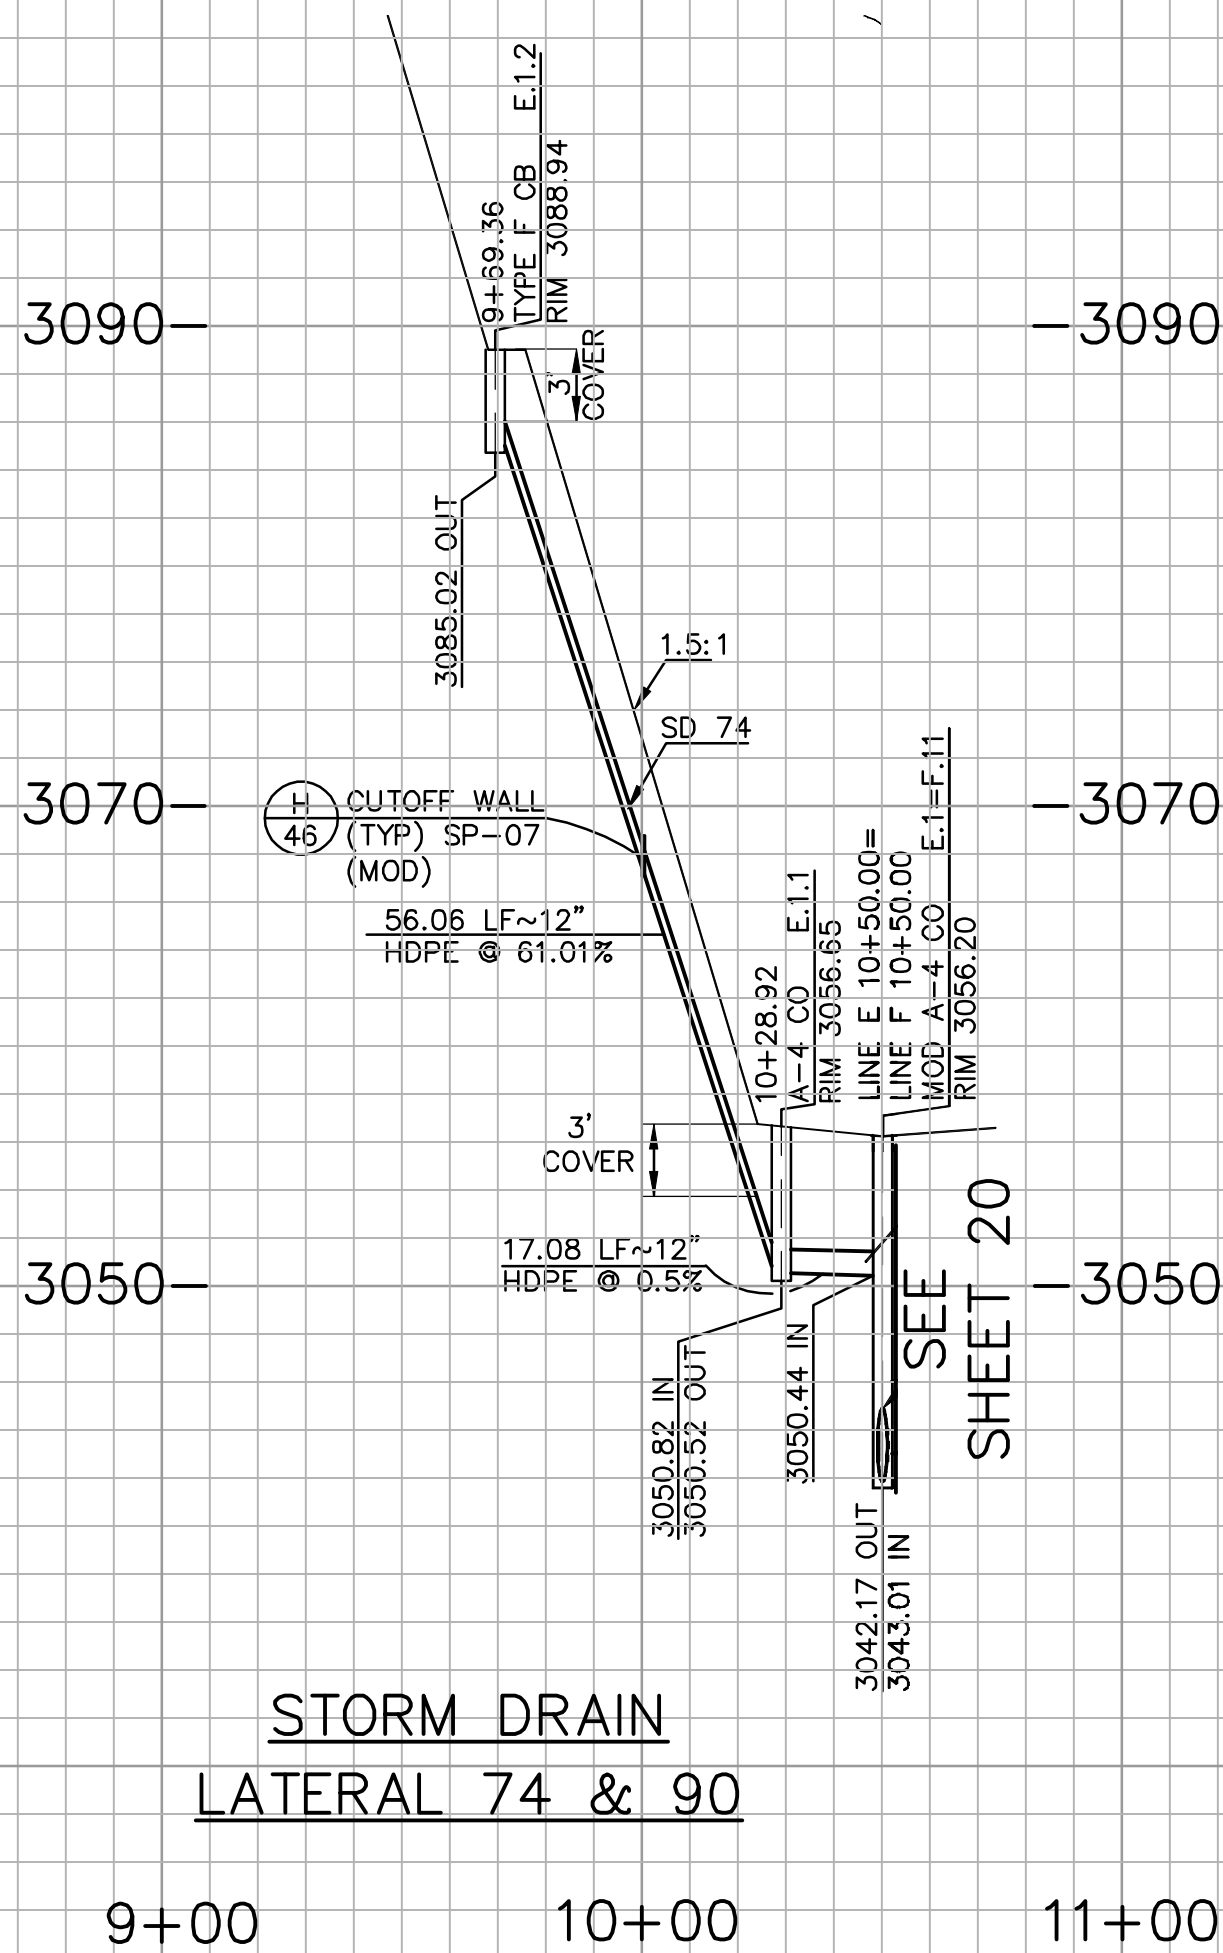 9+69.36
TYPE F CB E.1.2
RIM 3088.94
3090
3090
3'
COVER
3085.02 OUT
1.5:1
SD 74
3070
3070
H
46
CUTOFF WALL
(TYP) SP-07
(MOD)
56.06 LF~12"
HDPE @ 61.01%
10+28.92
A-4 CO E.1.1
RIM 3056.65
LINE E 10+50.00=
LINE F 10+50.00
MOD A-4 CO E.1=F.11
RIM 3056.20
3'
COVER
17.08 LF~12"
HDPE @ 0.5%
3050
3050
3050.82 IN
3050.52 OUT
3050.44 IN
SEE
SHEET 20
3042.17 OUT
3043.01 IN
STORM DRAIN
LATERAL 74 & 90
9+00
10+00
11+00